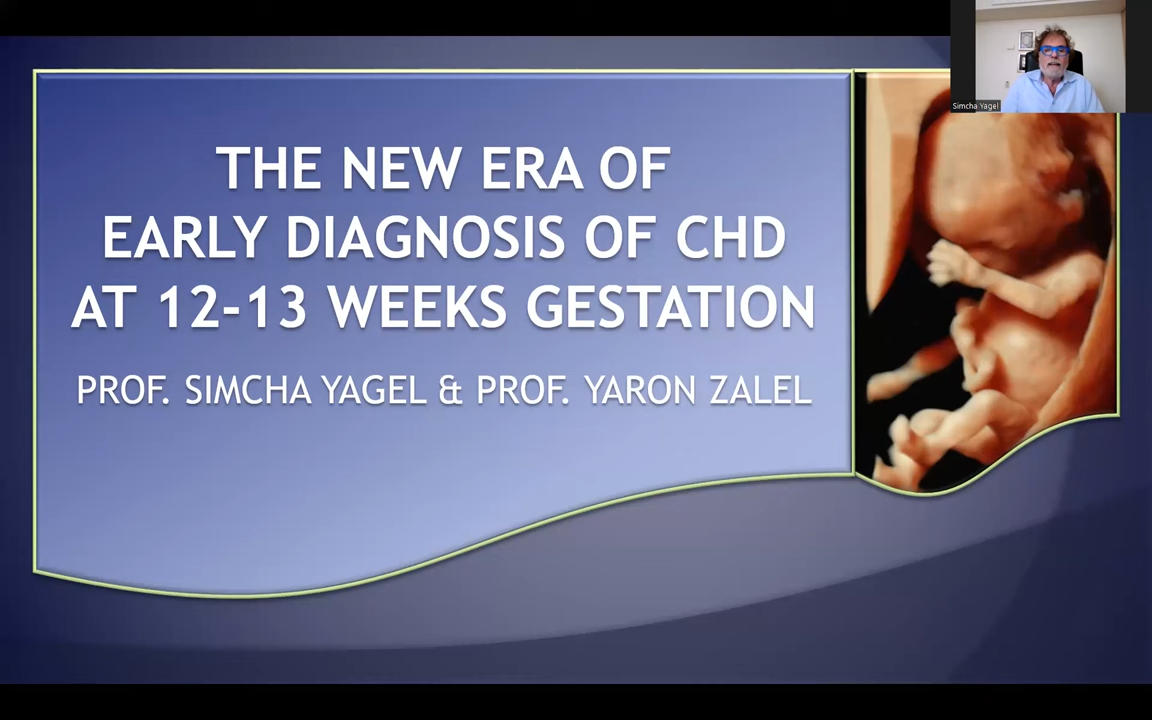 THE NEW ERA OF
EARLY DIAGNOSIS OF CHD
AT 12-13 WEEKS GESTATION
PROF. SIMCHA YAGEL & PROF. YARON ZALEL
Simcha Yagel